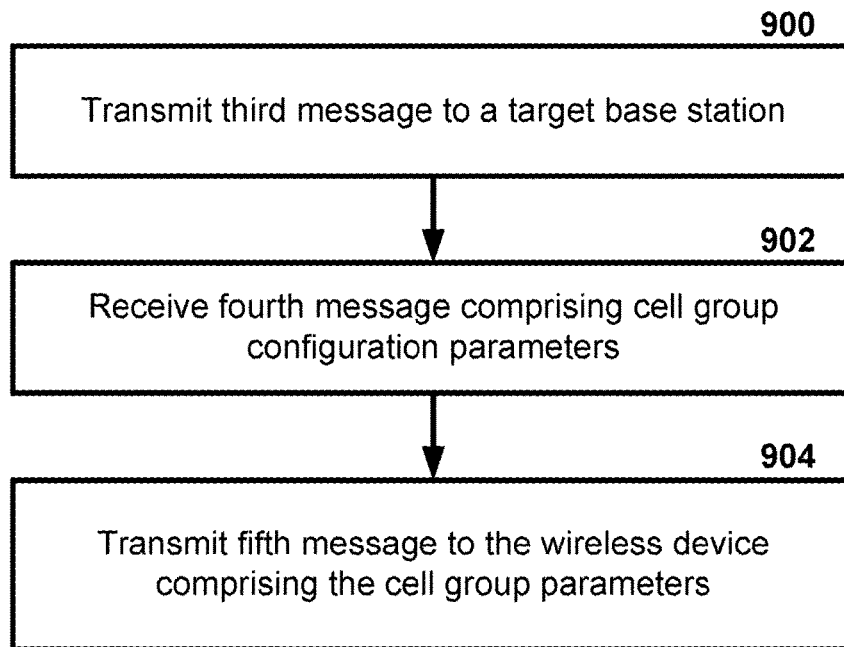 900
Transmit third message to a target base station
902
Receive fourth message comprising cell group
configuration parameters
904
Transmit fifth message to the wireless device
comprising the cell group parameters